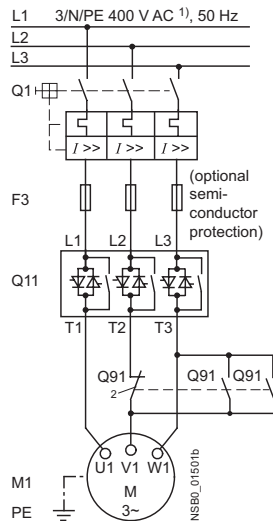 L1 3/N/PE 400 V AC 1), 50 Hz
L2
L3
Q1
I >> I >> I >>
F3
(optional
semi-
conductor
protection)
L1 L2 L3
Q11
T1 T2 T3
Q91 Q91 Q91
2
U1 V1 W1
M1
M
3~
PE
NSB0_01501b